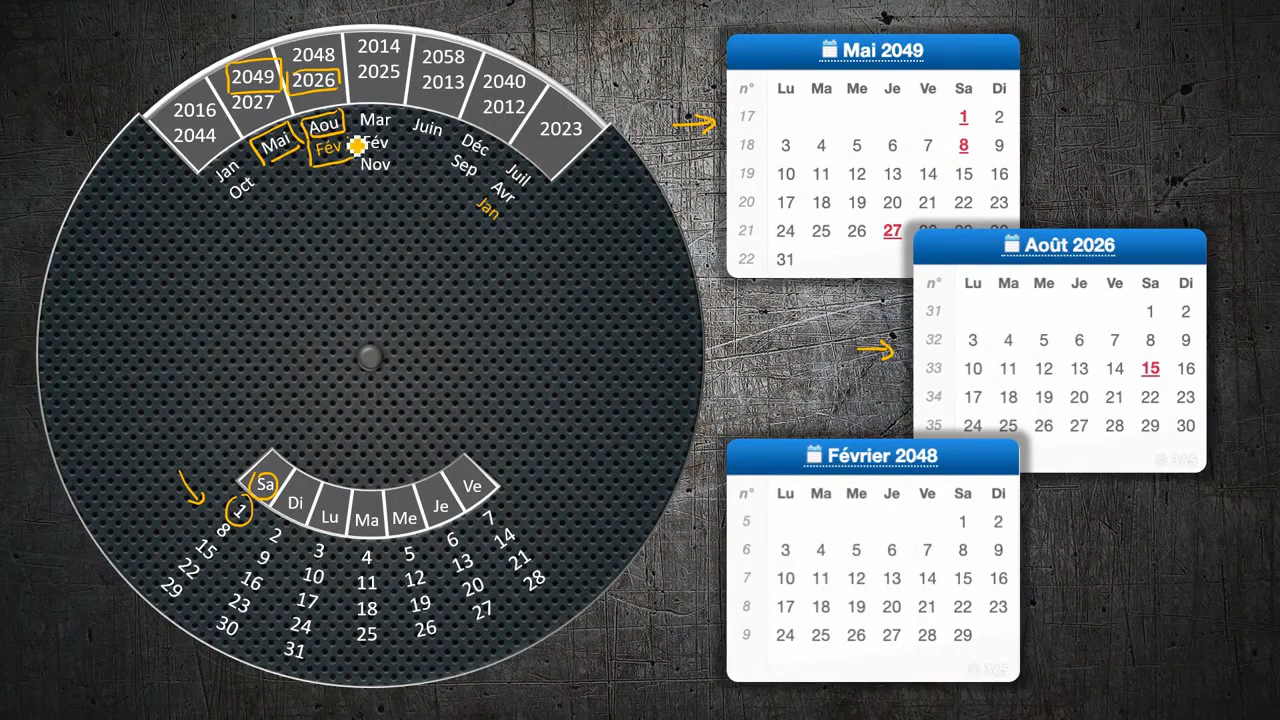 2016
2044
2049
2027
2048
2026
2014
2025
2058
2013
2040
2012
2023
Jan
Oct
Mai
Aou
Fév
Mar
Fév
Nov
Juin
Déc
Sep
Juil
Avr
Jan
Sa Di Lu Ma Me Je Ve
1 2 3 4 5 6 7
8 9 10 11 12 13 14
15 16 17 18 19 20 21
22 23 24 25 26 27 28
29 30 31
Mai 2049
n° Lu Ma Me Je Ve Sa Di
17 1 2
18 3 4 5 6 7 8 9
19 10 11 12 13 14 15 16
20 17 18 19 20 21 22 23
21 24 25 26 27
22 31
Août 2026
n° Lu Ma Me Je Ve Sa Di
31 1 2
32 3 4 5 6 7 8 9
33 10 11 12 13 14 15 16
34 17 18 19 20 21 22 23
35 24 25 26 27 28 29 30
365
Février 2048
n° Lu Ma Me Je Ve Sa Di
5 1 2
6 3 4 5 6 7 8 9
7 10 11 12 13 14 15 16
8 17 18 19 20 21 22 23
9 24 25 26 27 28 29
365